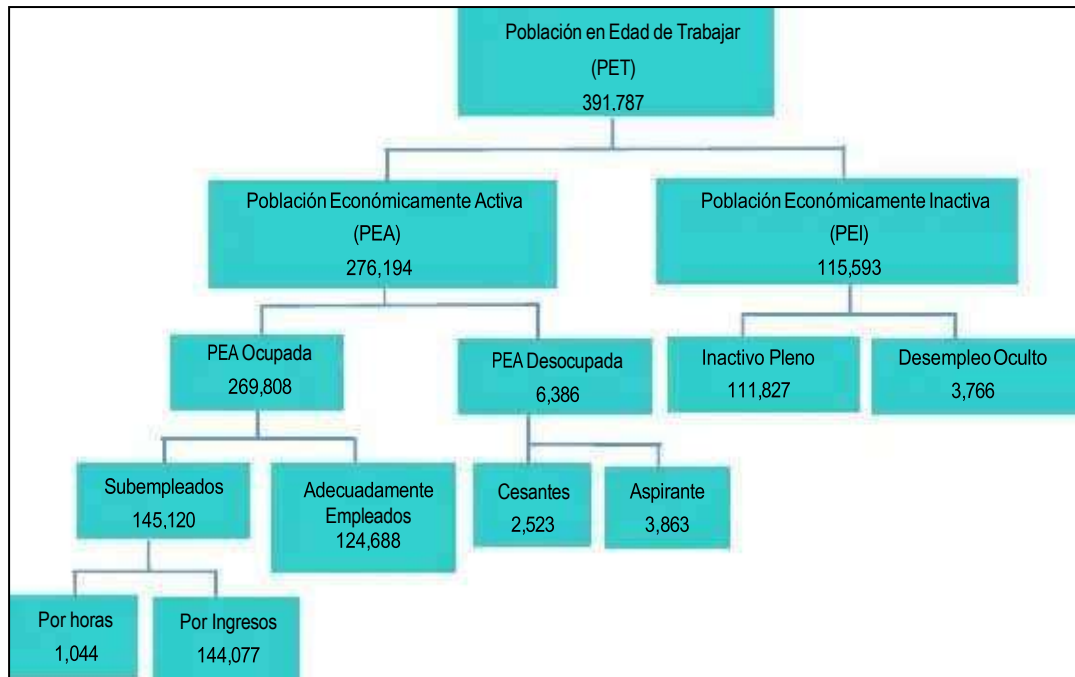 Población en Edad de Trabajar
(PET)
391.787
Población Económicamente Activa
(PEA)
276,194
Población Económicamente Inactiva
(PEI)
115,593
PEA Ocupada
269,808
PEA Desocupada
6,386
Inactivo Pleno
111,827
Desempleo Oculto
3,766
Subempleados
145,120
Adecuadamente
Empleados
124,688
Cesantes
2,523
Aspirante
3,863
Por horas
1,044
Por Ingresos
144,077